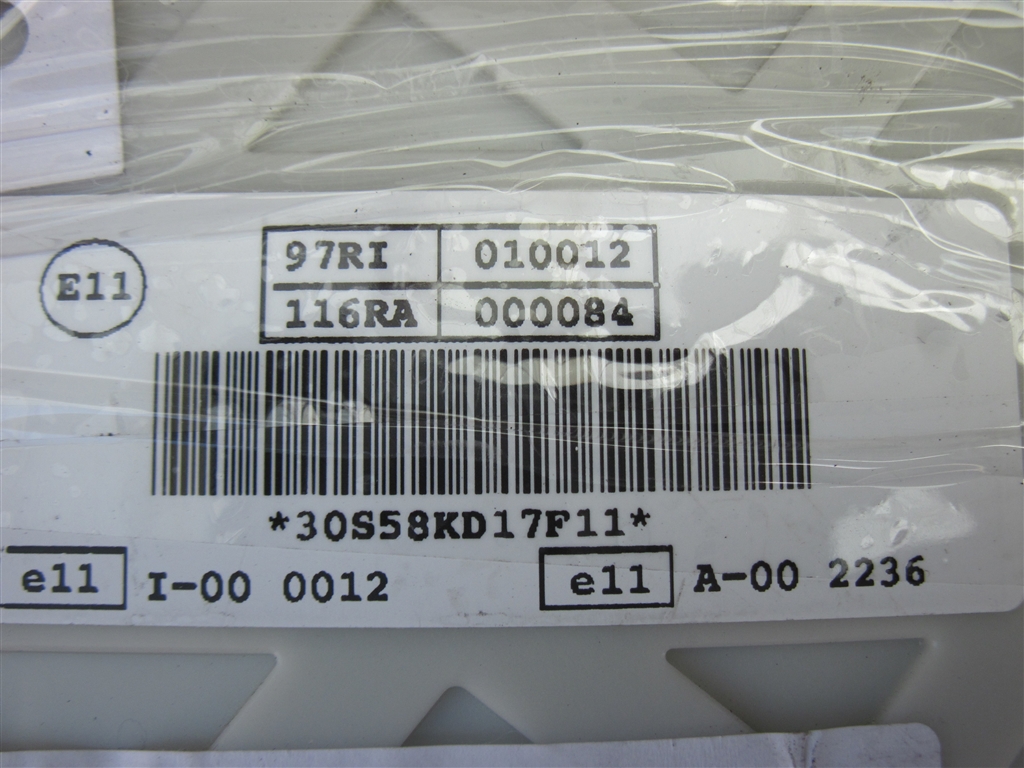 E11
97RI 010012
116RA 000084
*30S58KD17F11*
e11 I-00 0012 e11 A-00 2236